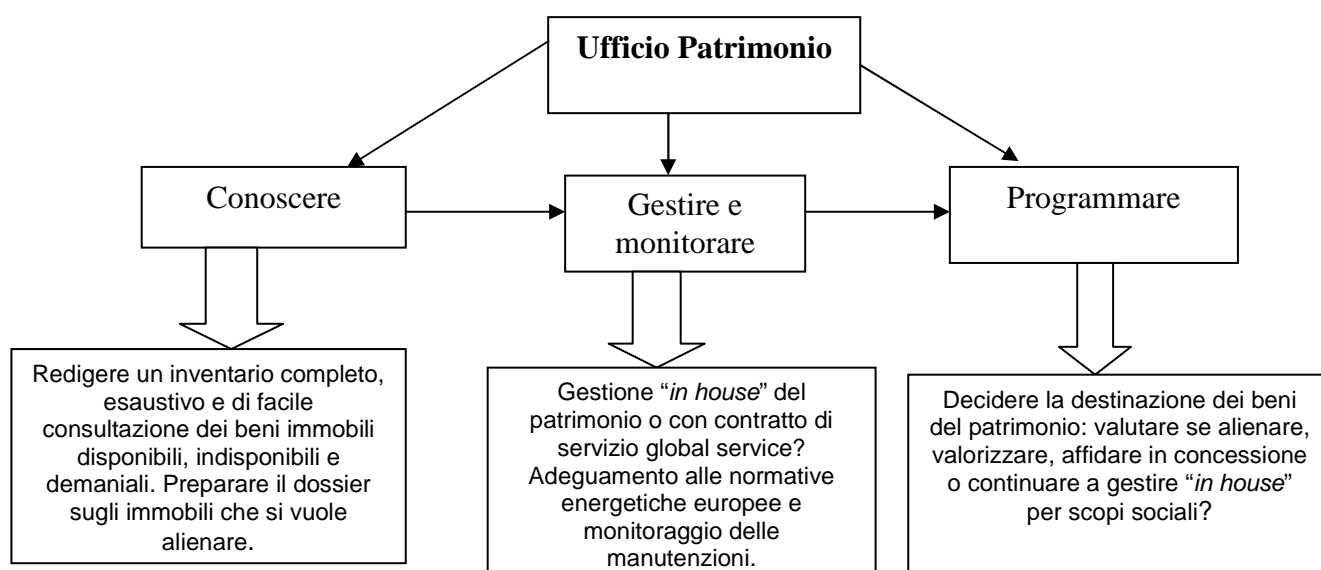 Ufficio Patrimonio
Conoscere
Gestire e
monitorare
Programmare
Redigere un inventario completo,
esaustivo e di facile
consultazione dei beni immobili
disponibili, indisponibili e
demaniali. Preparare il dossier
sugli immobili che si vuole
alienare.
Gestione “in house” del
patrimonio o con contratto di
servizio global service?
Adeguamento alle normative
energetiche europee e
monitoraggio delle
manutenzioni.
Decidere la destinazione dei beni
del patrimonio: valutare se alienare,
valorizzare, affidare in concessione
o continuare a gestire “in house”
per scopi sociali?